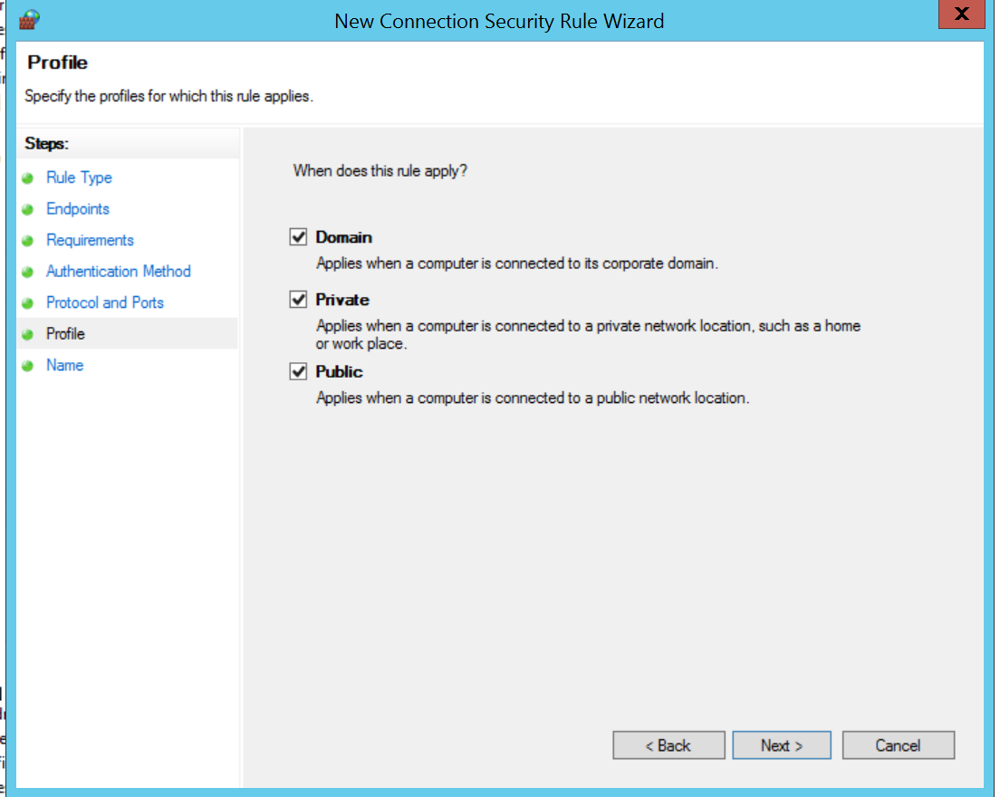 New Connection Security Rule Wizard
X
Profile
Specify the profiles for which this rule applies.
Steps:
Rule Type
Endpoints
Requirements
Authentication Method
Protocol and Ports
Profile
Name
When does this rule apply?
Domain
Applies when a computer is connected to its corporate domain.
Private
Applies when a computer is connected to a private network location, such as a home
or work place.
Public
Applies when a computer is connected to a public network location.
< Back
Next >
Cancel